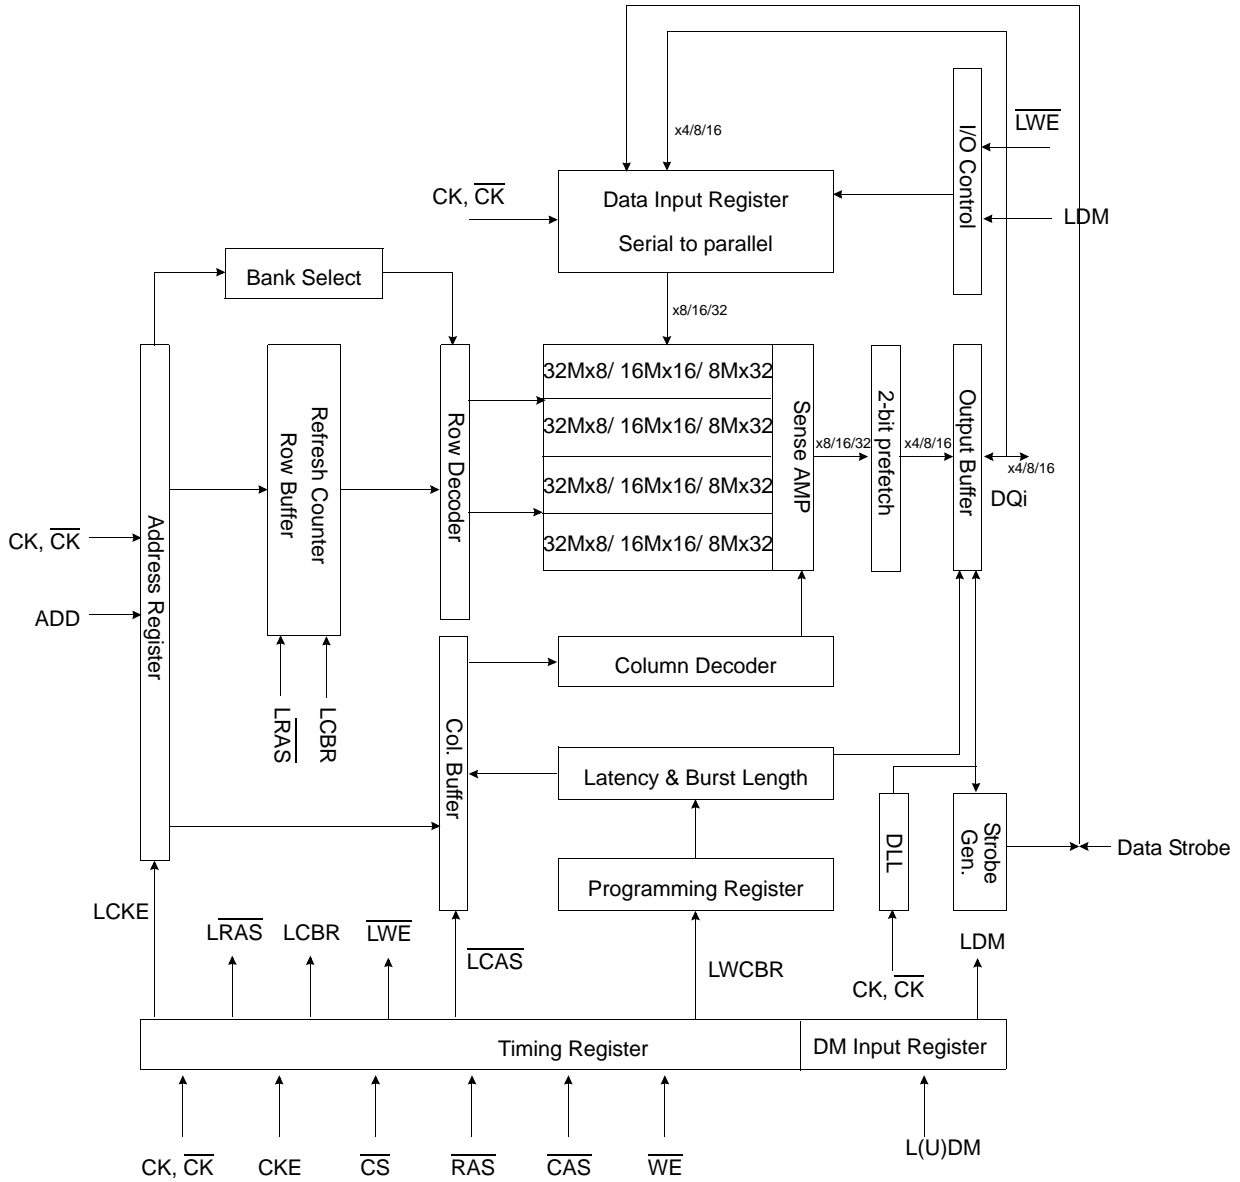 x4/8/16
I/O Control
LWE
CK, CK
Data Input Register
Serial to parallel
LDM
Bank Select
x8/16/32
Address Register
Refresh Counter
Row Buffer
Row Decoder
32Mx8/ 16Mx16/ 8Mx32
32Mx8/ 16Mx16/ 8Mx32
32Mx8/ 16Mx16/ 8Mx32
32Mx8/ 16Mx16/ 8Mx32
Sense AMP
x8/16/32
2-bit prefetch
x4/8/16
Output Buffer
x4/8/16
DQi
CK, CK
ADD
LRAS
LCBR
Col. Buffer
Column Decoder
Latency & Burst Length
Programming Register
DLL
Strobe
Gen.
Data Strobe
LCKE
LRAS
LCBR
LWE
LCAS
LWCBR
CK, CK
LDM
Timing Register
DM Input Register
CK, CK
CKE
CS
RAS
CAS
WE
L(U)DM